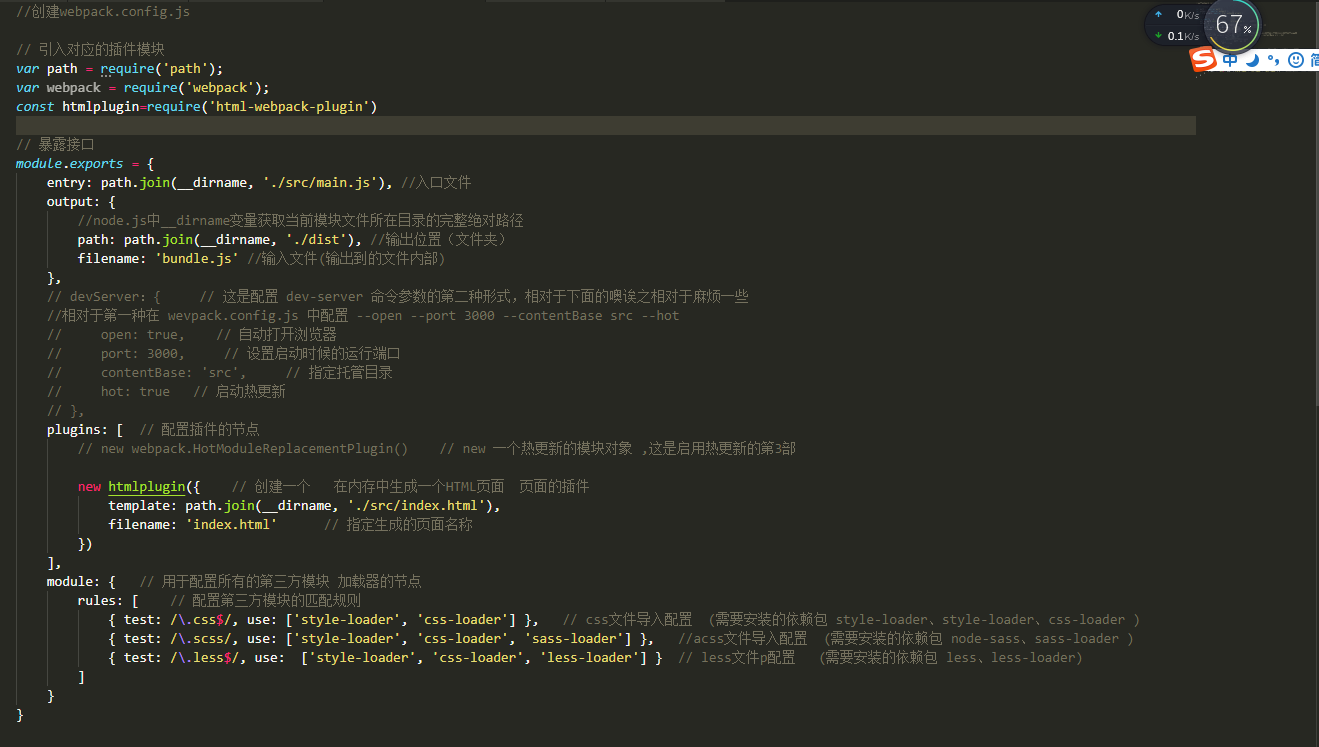 //创建webpack.config.js
// 引入对应的插件模块
var path = require('path');
var webpack = require('webpack');
const htmlplugin=require('html-webpack-plugin')
// 暴露接口
module.exports = {
    entry: path.join(__dirname, './src/main.js'), //入口文件
    output: {
        //node.js中__dirname变量获取当前模块文件所在目录的完整绝对路径
        path: path.join(__dirname, './dist'), //输出位置（文件夹）
        filename: 'bundle.js' //输入文件(输出到的文件内部)
    },
    // devServer: {     // 这是配置 dev-server 命令参数的第二种形式，相对于下面的噢诶之相对于麻烦一些
    //相对于第一种在 wevpack.config.js 中配置 --open --port 3000 --contentBase src --hot
    //     open: true,    // 自动打开浏览器
    //     port: 3000,     // 设置启动时候的运行端口
    //     contentBase: 'src',     // 指定托管目录
    //     hot: true   // 启动热更新
    // },
    plugins: [  // 配置插件的节点
        // new webpack.HotModuleReplacementPlugin()    // new 一个热更新的模块对象 ,这是启用热更新的第3部
        new htmlplugin({    // 创建一个   在内存中生成一个HTML页面  页面的插件
            template: path.join(__dirname, './src/index.html'),
            filename: 'index.html'      // 指定生成的页面名称
        })
    ],
    module: {   // 用于配置所有的第三方模块 加载器的节点
        rules: [    // 配置第三方模块的匹配规则
            { test: /\.css$/, use: ['style-loader', 'css-loader'] },   // css文件导入配置  (需要安装的依赖包 style-loader、style-loader、css-loader )
            { test: /\.scss/, use: ['style-loader', 'css-loader', 'sass-loader'] },   //acss文件导入配置  (需要安装的依赖包 node-sass、sass-loader )
            { test: /\.less$/, use:  ['style-loader', 'css-loader', 'less-loader'] }  // less文件p配置   (需要安装的依赖包 less、less-loader)
        ]
    }
}
0K/s
0.1K/s
67%
S 中 简